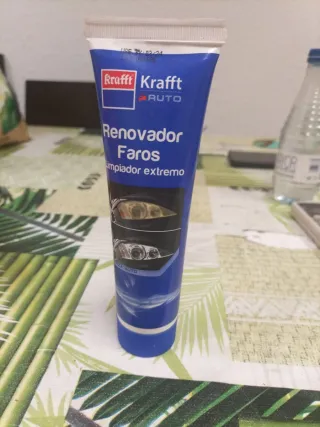 krafft
Krafft
AUTO
Renovador
Faros
Limpiador extremo